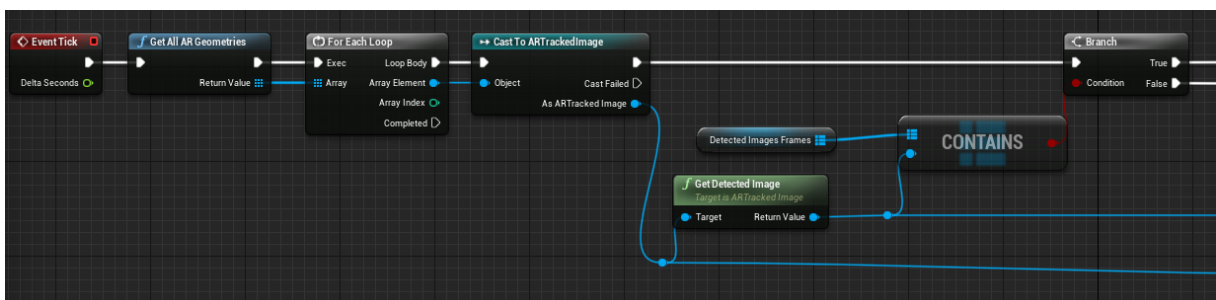 Event Tick
Delta Seconds
Get All AR Geometries
Return Value
For Each Loop
Exec
Loop Body
Array
Array Element
Array Index
Completed
Cast To ARTrackedImage
Object
Cast Failed
As ARTracked Image
Detected Images Frames
f Get Detected Image
Target is ARTracked Image
Target
Return Value
CONTAINS
Branch
True
Condition
False